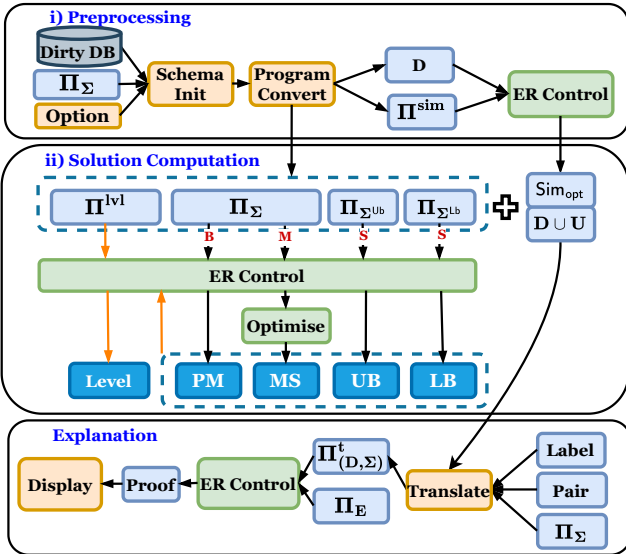 i) Preprocessing
Dirty DB
Π_Σ
Option
Schema
Init
Program
Convert
D
Π^sim
ER Control
ii) Solution Computation
Π^lvl
Π_Σ
Π_Σ^Ub
Π_Σ^Lb
Sim_opt
D ∪ U
B
M
S
S
ER Control
Optimise
Level
PM
MS
UB
LB
Explanation
Display
Proof
ER Control
Π^t_(D,Σ)
Π_E
Translate
Label
Pair
Π_Σ